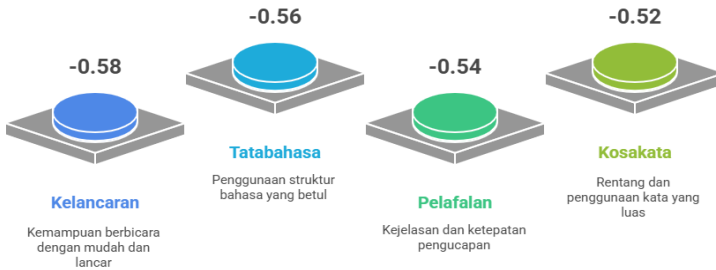 -0.58
Kelancaran
Kemampuan berbicara
dengan mudah dan
lancar
-0.56
Tatabahasa
Penggunaan struktur
bahasa yang betul
-0.54
Pelafalan
Kejelasan dan ketepatan
pengucapan
-0.52
Kosakata
Rentang dan
penggunaan kata yang
luas